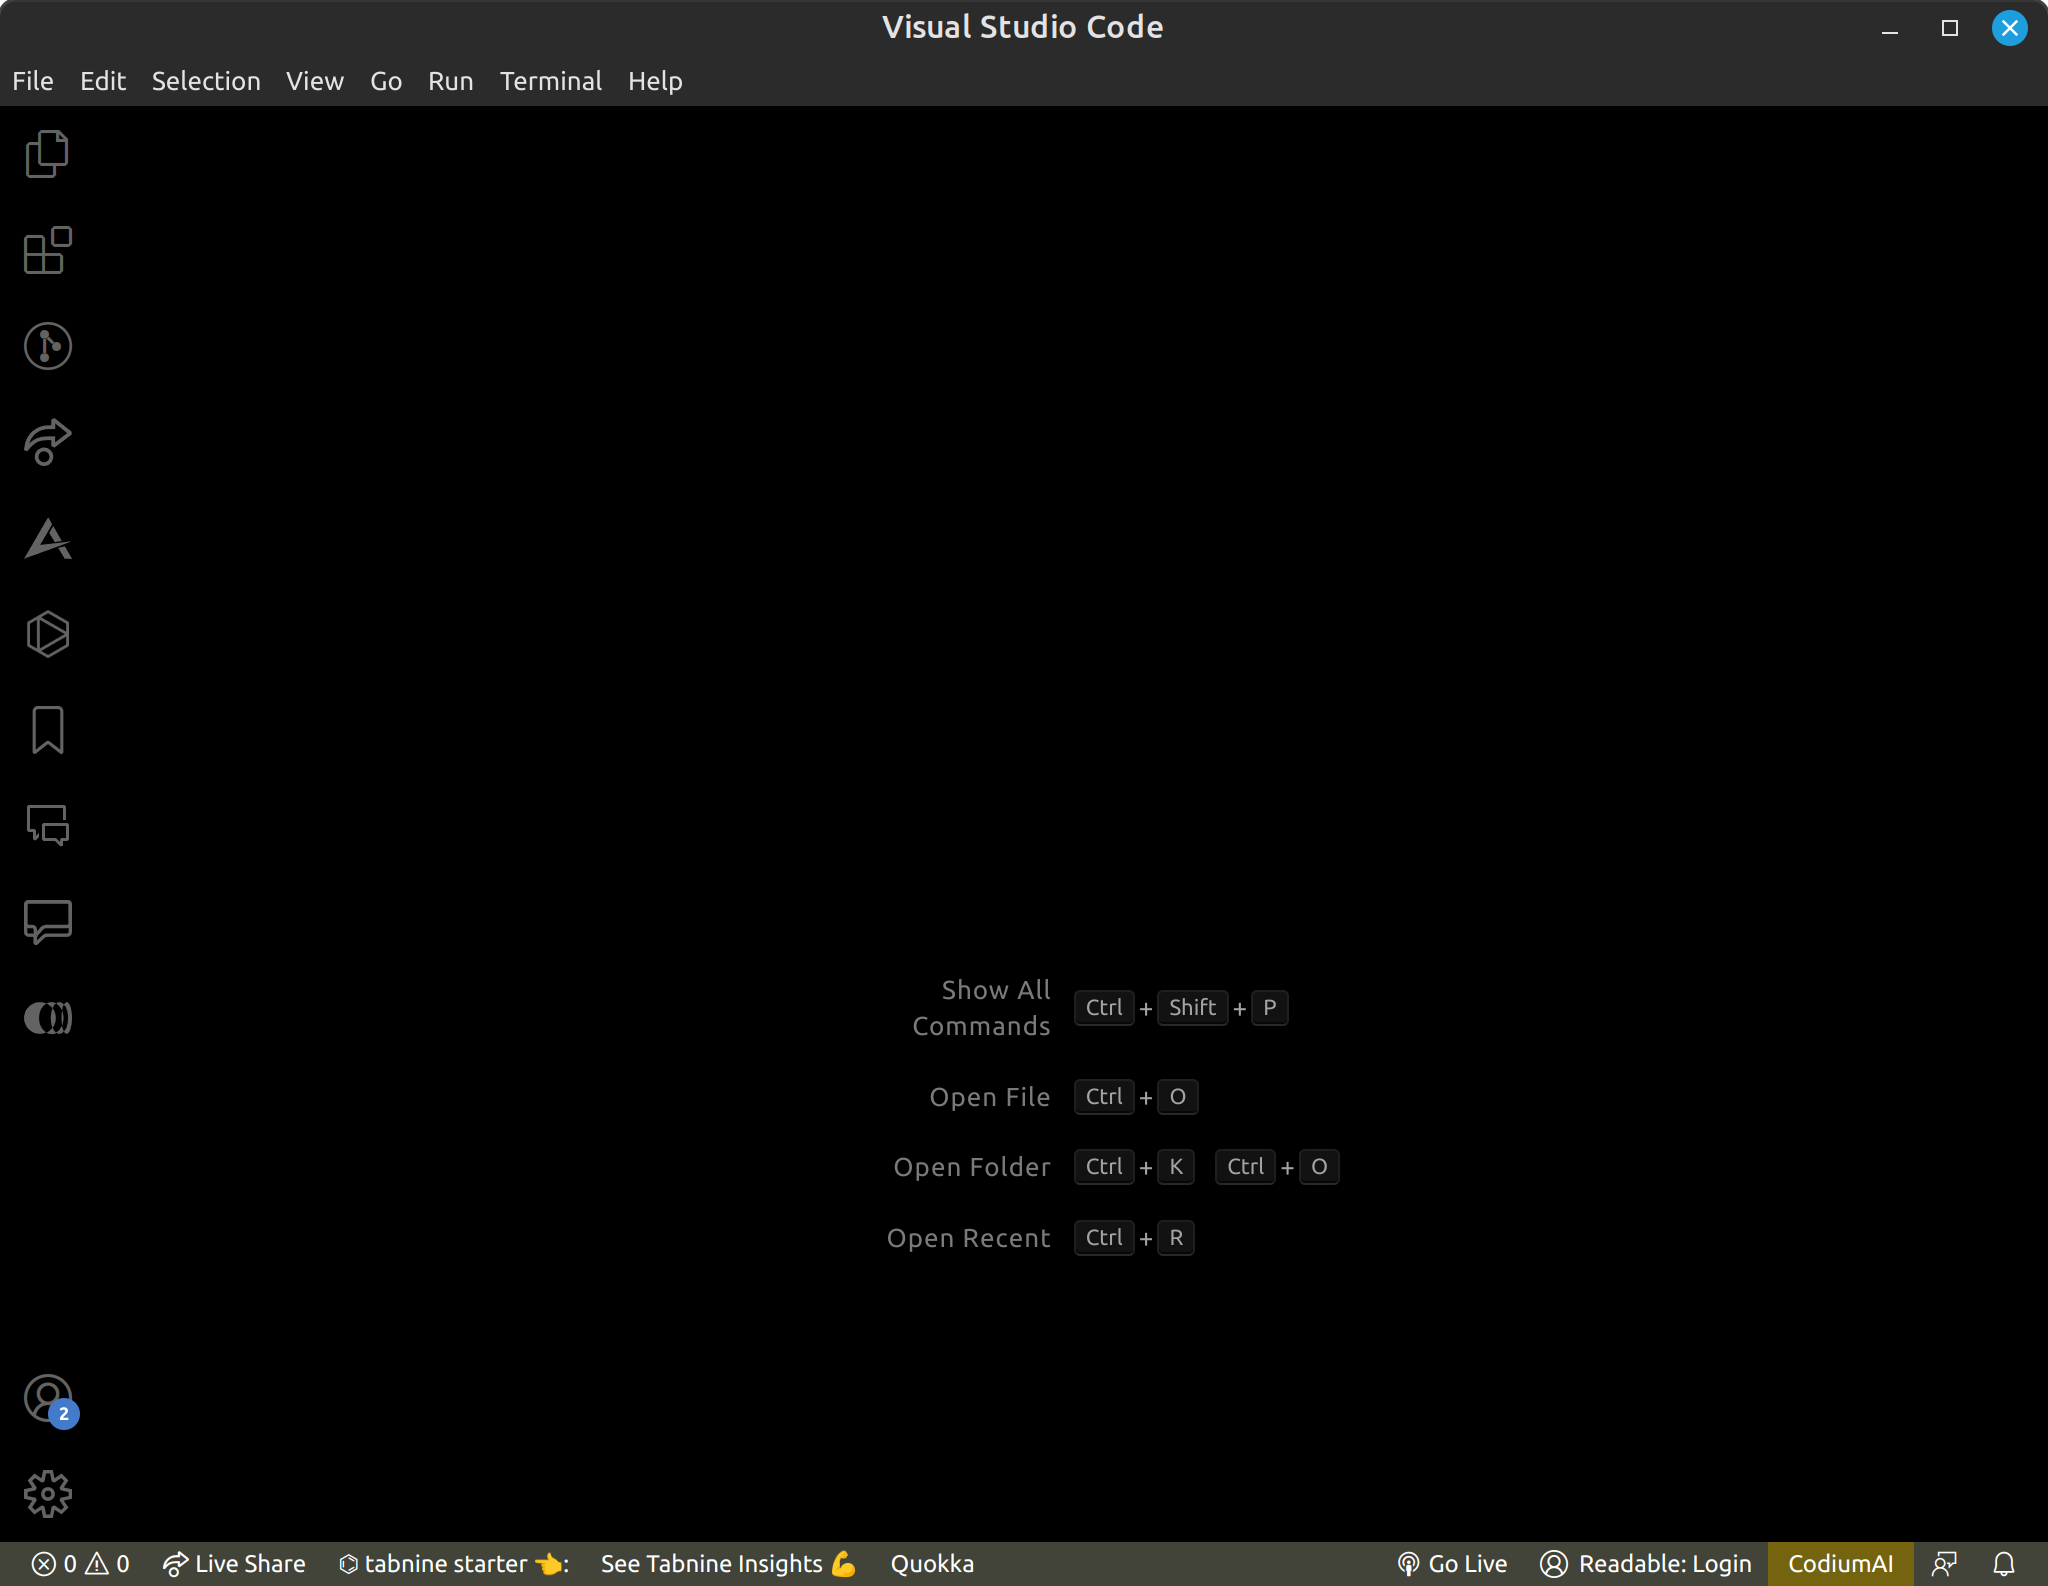 Visual Studio Code
File Edit Selection View Go Run Terminal Help
Show All
Commands
Ctrl + Shift + P
Open File Ctrl + O
Open Folder Ctrl + K Ctrl + O
Open Recent Ctrl + R
2
0 0 Live Share tabnine starter 👈: See Tabnine Insights 💪 Quokka Go Live Readable: Login CodiumAI